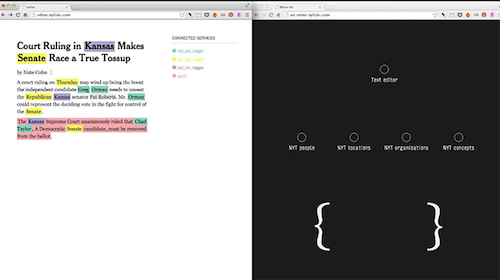 editor
editor.nytlabs.com
Court Ruling in Kansas Makes
Senate Race a True Tossup
by Nate Cohn
A court ruling on Thursday may wind up being the boost
the independent candidate Greg Orman needs to unseat
the Republican Kansas senator Pat Roberts. Mr. Orman
could represent the deciding vote in the fight for control of
the Senate.
The Kansas Supreme Court unanimously ruled that Chad
Taylor, A Democratic Senate candidate, must be removed
from the ballot.
CONNECTED SERVICES
Text editor
NYT people
NYT locations
NYT organizations
NYT concepts
{ }